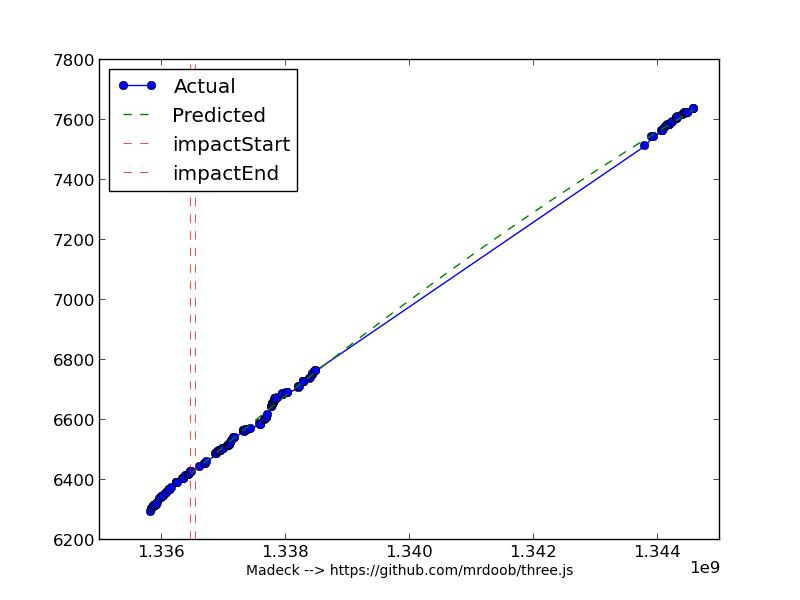 7800
7600
7400
7200
7000
6800
6600
6400
6200
Actual
Predicted
impactStart
impactEnd
1.336 1.338 1.340 1.342 1.344
1e9
Madeck --> https://github.com/mrdoob/three.js